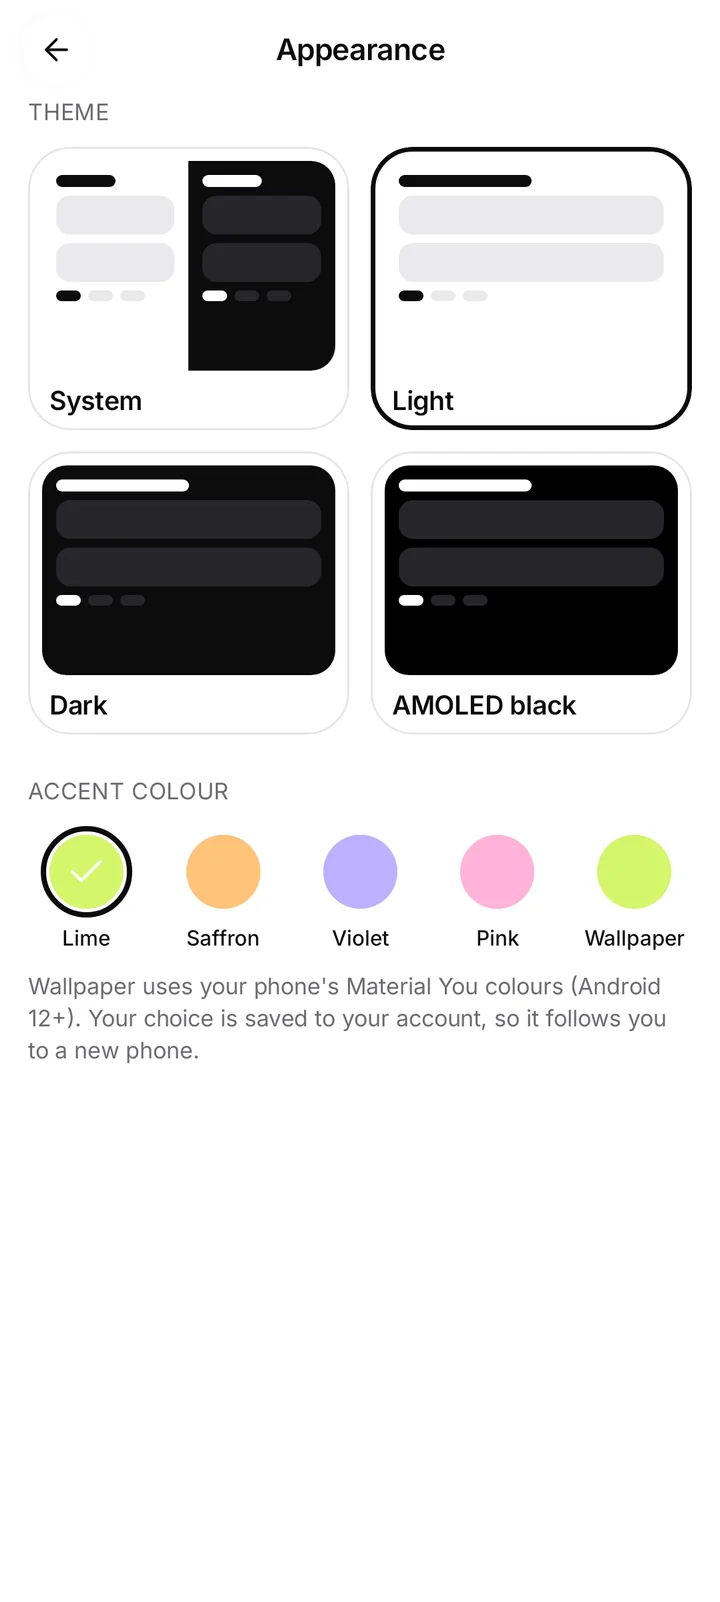 Appearance
THEME
System
Light
Dark
AMOLED black
ACCENT COLOUR
Lime
Saffron
Violet
Pink
Wallpaper
Wallpaper uses your phone's Material You colours (Android
12+). Your choice is saved to your account, so it follows you
to a new phone.